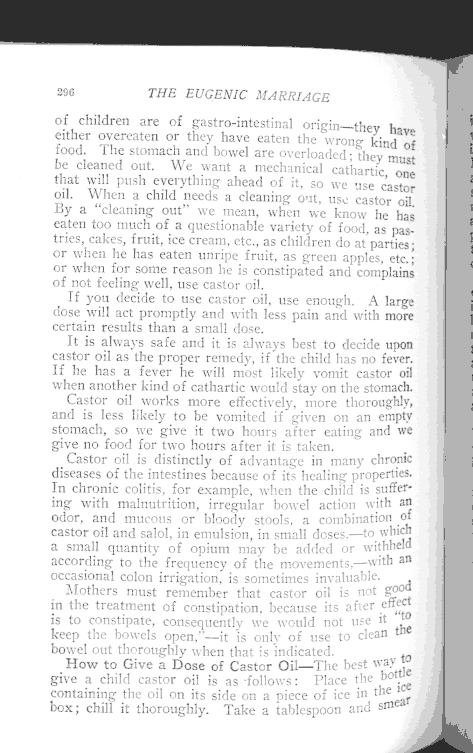 296 THE EUGENIC MARRIAGE
of children are of gastro-intestinal origin—they have
either overeaten or they have eaten the wrong kind of
food. The stomach and bowel are overloaded; they must
be cleaned out. We want a mechanical cathartic, one
that will push everything ahead of it, so we use castor
oil. When a child needs a cleaning out, use castor oil.
By a "cleaning out" we mean, when we know he has
eaten too much of a questionable variety of food, as pas-
tries, cakes, fruit, ice cream, etc., as children do at parties;
or when he has eaten unripe fruit, as green apples, etc.;
or when for some reason he is constipated and complains
of not feeling well, use castor oil.
If you decide to use castor oil, use enough. A large
dose will act promptly and with less pain and with more
certain results than a small dose.
It is always safe and it is always best to decide upon
castor oil as the proper remedy, if the child has no fever.
If he has a fever he will most likely vomit castor oil
when another kind of cathartic would stay on the stomach.
Castor oil works more effectively, more thoroughly,
and is less likely to be vomited if given on an empty
stomach, so we give it two hours after eating and we
give no food for two hours after it is taken.
Castor oil is distinctly of advantage in many chronic
diseases of the intestines because of its healing properties.
In chronic colitis, for example, when the child is suffer-
ing with malnutrition, irregular bowel action with an
odor, and mucous or bloody stools, a combination of
castor oil and salol, in emulsion, in small doses.—to which
a small quantity of opium may be added or withheld
according to the frequency of the movements,—with an
occasional colon irrigation, is sometimes invaluable.
Mothers must remember that castor oil is not good
in the treatment of constipation, because its after effect
is to constipate, consequently we would not use it "to
keep the bowels open,"—it is only of use to clean the
bowel out thoroughly when that is indicated.
How to Give a Dose of Castor Oil—The best way to
give a child castor oil is as follows: Place the bottle
containing the oil on its side on a piece of ice in the ice
box; chill it thoroughly. Take a tablespoon and smear